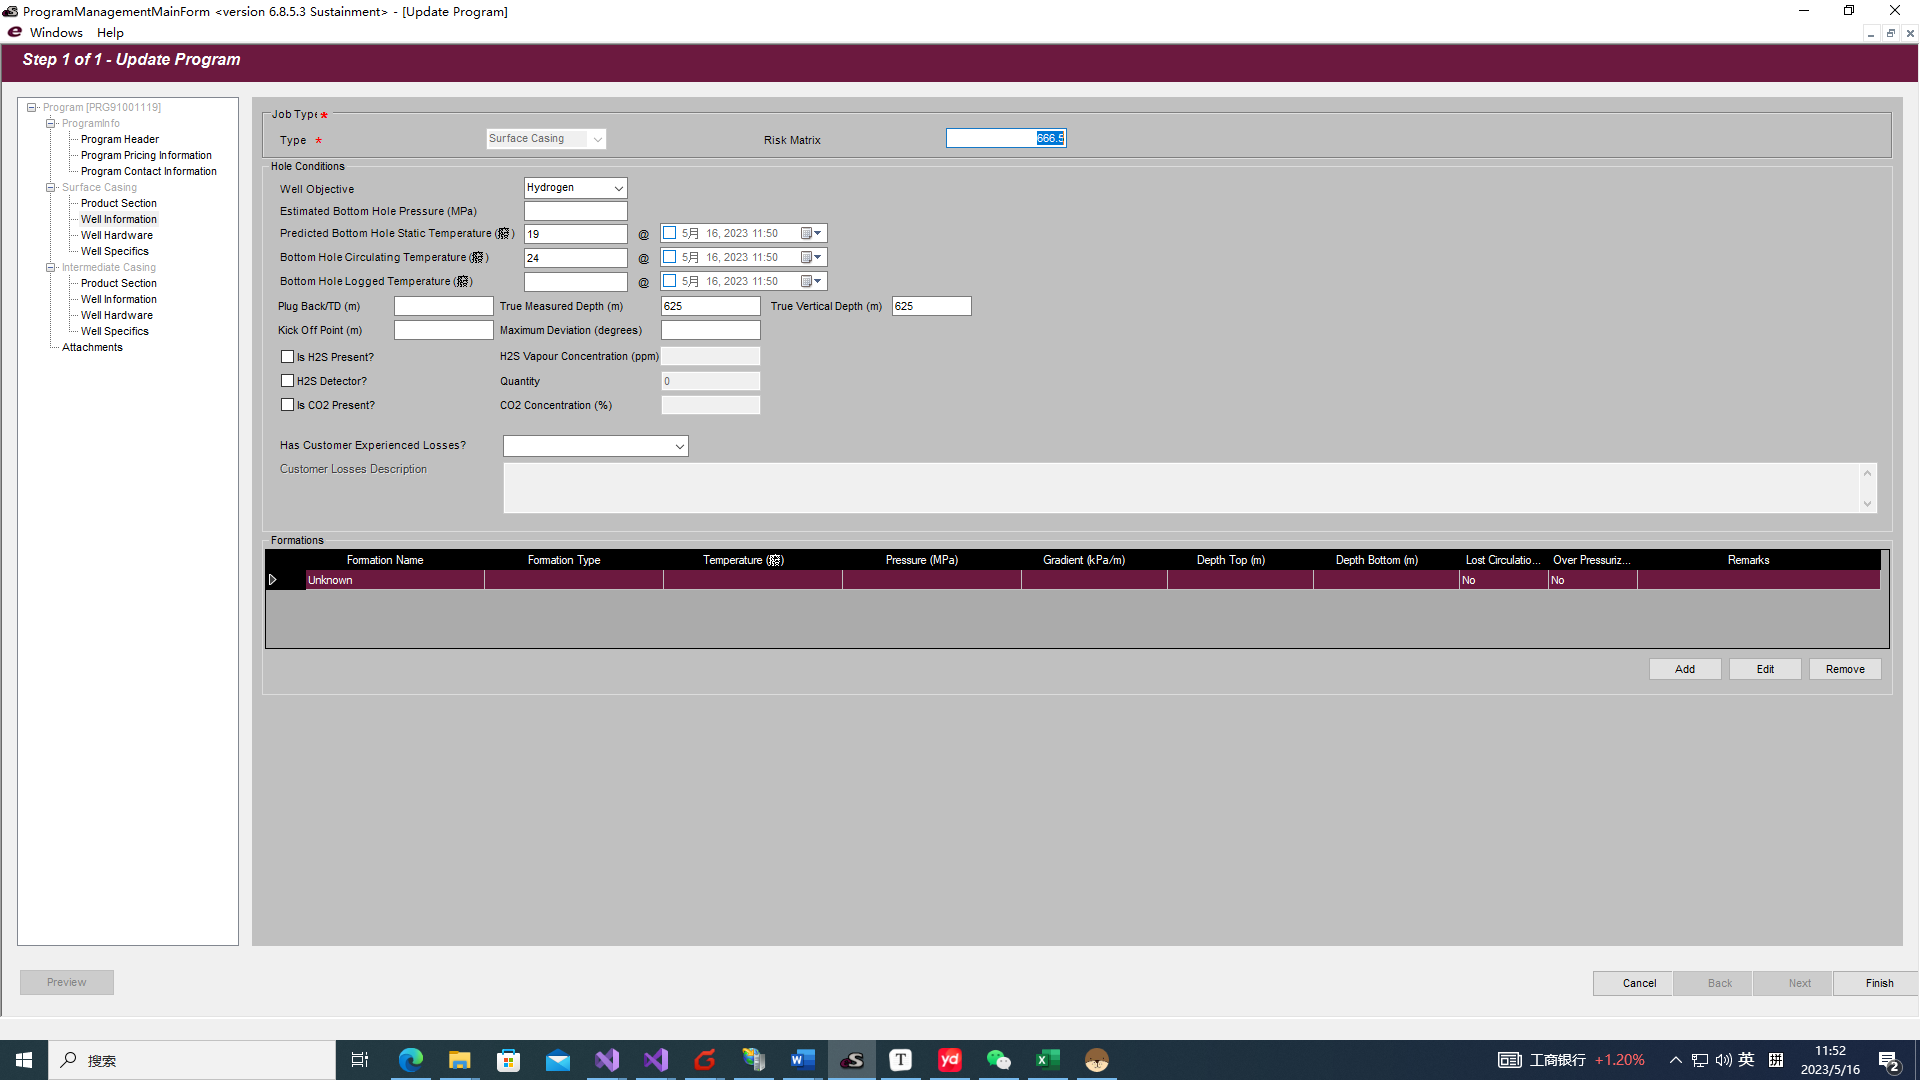 ProgramManagementMainForm <version 6.8.5.3 Sustainment> - [Update Program]
Windows Help
Step 1 of 1 - Update Program
Program [PRG91001119]
ProgramInfo
Program Header
Program Pricing Information
Program Contact Information
Surface Casing
Product Section
Well Information
Well Hardware
Well Specifics
Intermediate Casing
Product Section
Well Information
Well Hardware
Well Specifics
Attachments
Job Type *
Type * Surface Casing Risk Matrix 666.5
Hole Conditions
Well Objective Hydrogen
Estimated Bottom Hole Pressure (MPa)
Predicted Bottom Hole Static Temperature ( ) 19 @ 5月 16, 2023 11:50
Bottom Hole Circulating Temperature ( ) 24 @ 5月 16, 2023 11:50
Bottom Hole Logged Temperature ( ) @ 5月 16, 2023 11:50
Plug Back/TD (m) True Measured Depth (m) 625 True Vertical Depth (m) 625
Kick Off Point (m) Maximum Deviation (degrees)
Is H2S Present? H2S Vapour Concentration (ppm)
H2S Detector? Quantity 0
Is CO2 Present? CO2 Concentration (%)
Has Customer Experienced Losses?
Customer Losses Description
Formations
Formation Name Formation Type Temperature ( ) Pressure (MPa) Gradient (kPa/m) Depth Top (m) Depth Bottom (m) Lost Circulatio... Over Pressuriz... Remarks
Unknown No No
Add Edit Remove
Preview Cancel Back Next Finish
搜索
工商银行 +1.20%
英
11:52
2023/5/16
2